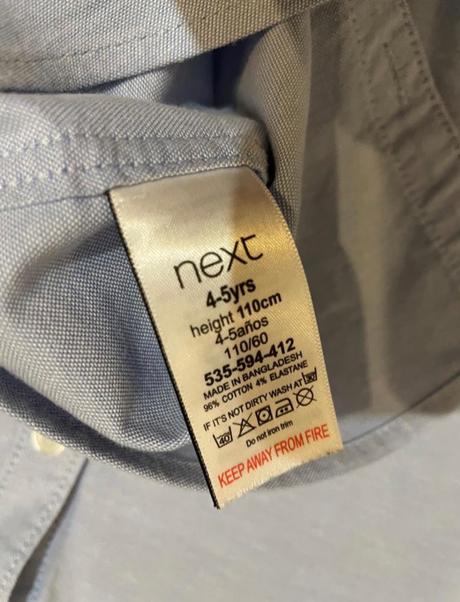 next
4-5yrs
height 110cm
4-5años
110/60
535-594-412
MADE IN BANGLADESH
96% COTTON 4% ELASTANE
IF IT'S NOT DIRTY WASH AT 30
40
Do not iron trim
KEEP AWAY FROM FIRE